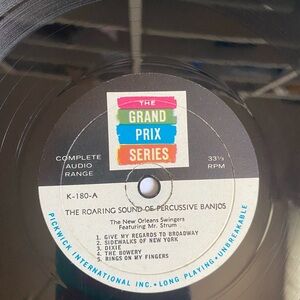 THE
GRAND
PRIX
SERIES
COMPLETE
AUDIO
RANGE
33⅓
RPM
K-180-A
THE ROARING SOUND OF PERCUSSIVE BANJOS
The New Orleans Swingers
Featuring Mr. Strum
1. GIVE MY REGARDS TO BROADWAY
2. SIDEWALKS OF NEW YORK
3. DIXIE
4. THE BOWERY
5. RINGS ON MY FINGERS
PICKWICK INTERNATIONAL INC. • LONG PLAYING • UNBREAKABLE